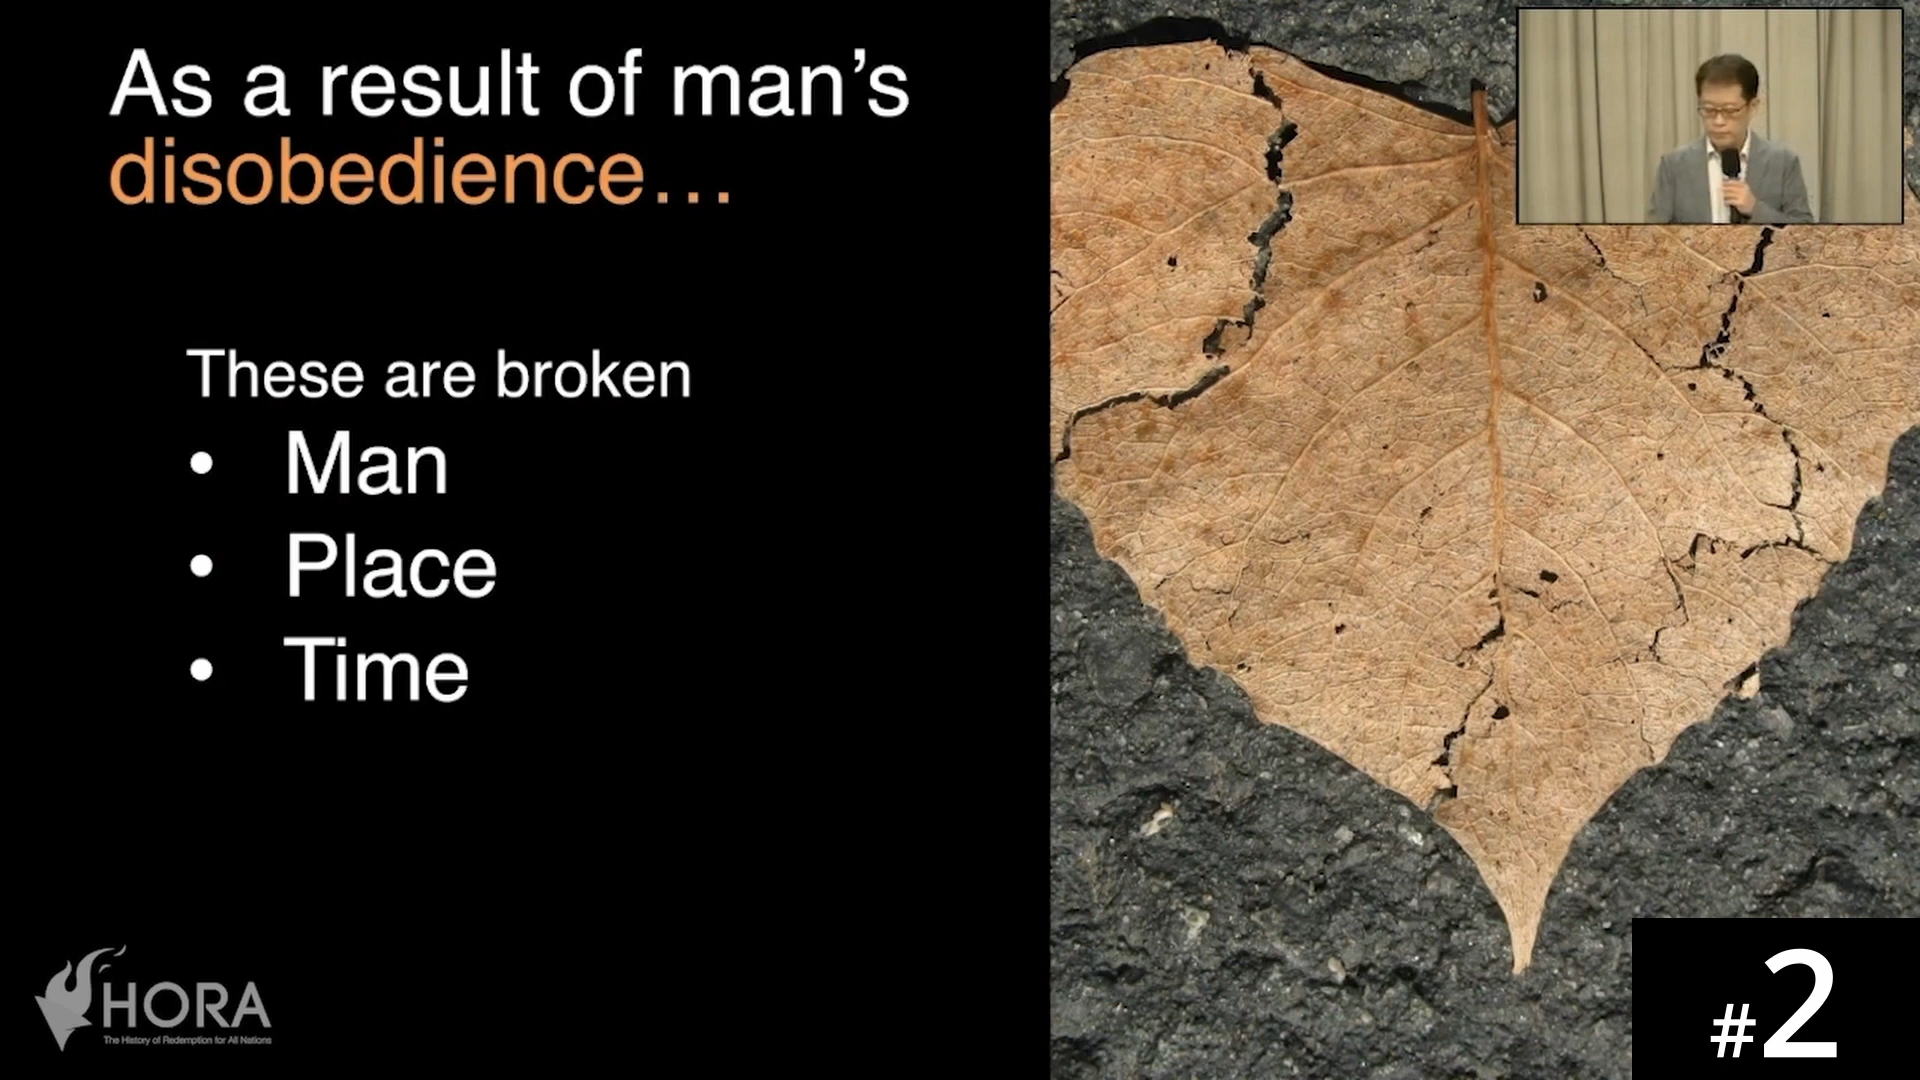 As a result of man’s
disobedience…
These are broken
• Man
• Place
• Time
HORA
The History of Redemption for All Nations
#2